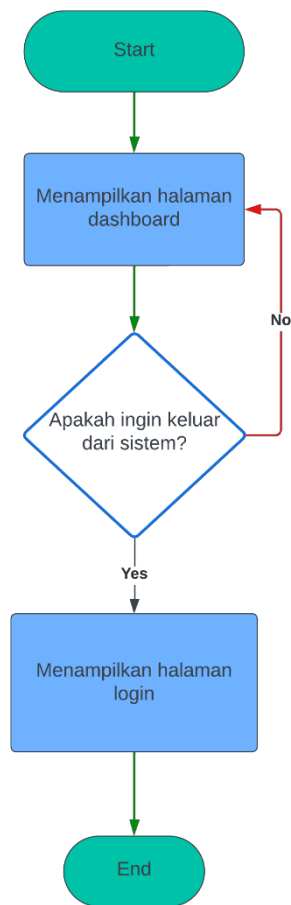 Start
Menampilkan halaman
dashboard
No
Apakah ingin keluar
dari sistem?
Yes
Menampilkan halaman
login
End